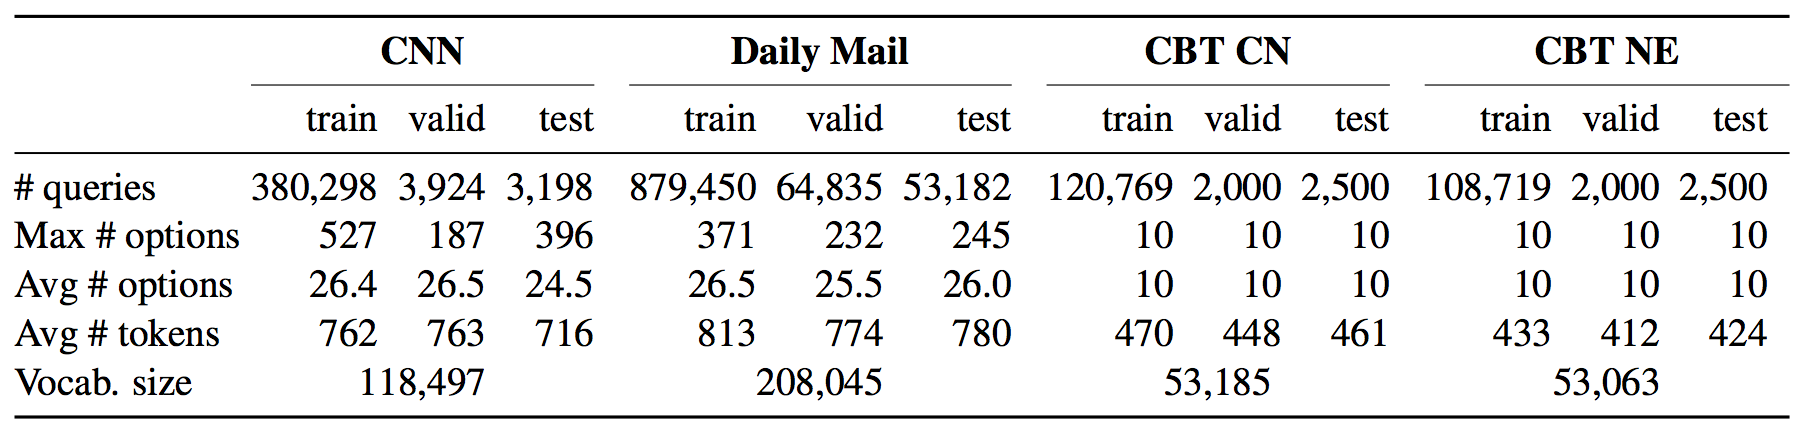 CNN Daily Mail CBT CN CBT NE
train valid test train valid test train valid test train valid test
# queries 380,298 3,924 3,198 879,450 64,835 53,182 120,769 2,000 2,500 108,719 2,000 2,500
Max # options 527 187 396 371 232 245 10 10 10 10 10 10
Avg # options 26.4 26.5 24.5 26.5 25.5 26.0 10 10 10 10 10 10
Avg # tokens 762 763 716 813 774 780 470 448 461 433 412 424
Vocab. size 118,497 208,045 53,185 53,063